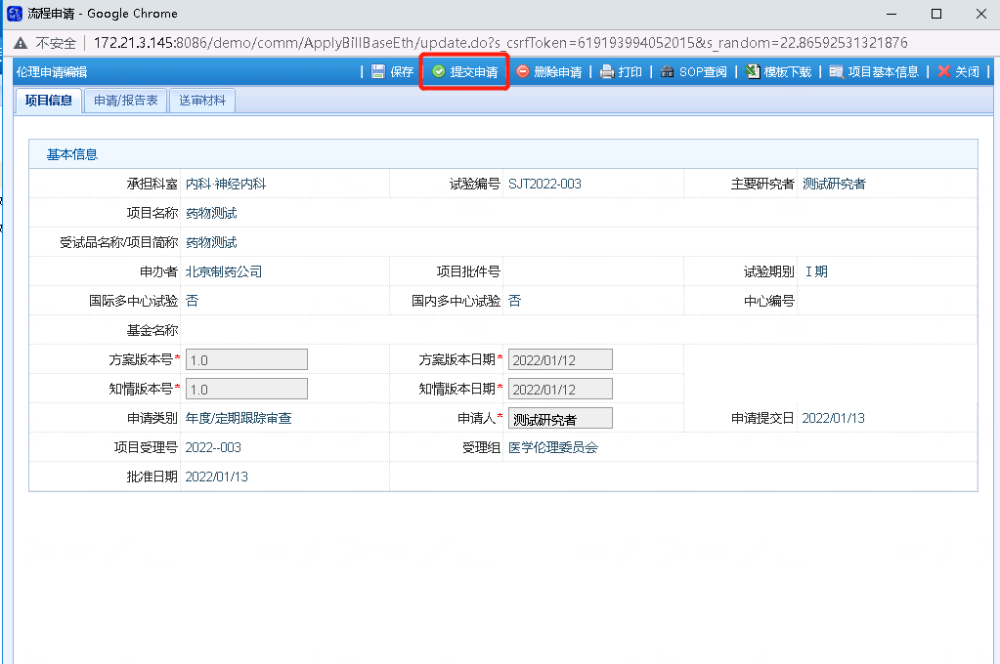 流程申请 - Google Chrome
不安全 | 172.21.3.145:8086/demo/comm/ApplyBillBaseEth/update.do?s_csrfToken=619193994052015&s_random=22.86592531321876
伦理申请编辑 | 保存 | 提交申请 | 删除申请 | 打印 | SOP查阅 | 模板下载 | 项目基本信息 | 关闭 |
项目信息 申请/报告表 送审材料
基本信息
承担科室 内科·神经内科 试验编号 SJT2022-003 主要研究者 测试研究者
项目名称 药物测试
受试品名称/项目简称 药物测试
申办者 北京制药公司 项目批件号 试验期别 I期
国际多中心试验 否 国内多中心试验 否 中心编号
基金名称
方案版本号* 1.0 方案版本日期* 2022/01/12
知情版本号* 1.0 知情版本日期* 2022/01/12
申请类别 年度/定期跟踪审查 申请人* 测试研究者 申请提交日 2022/01/13
项目受理号 2022--003 受理组 医学伦理委员会
批准日期 2022/01/13